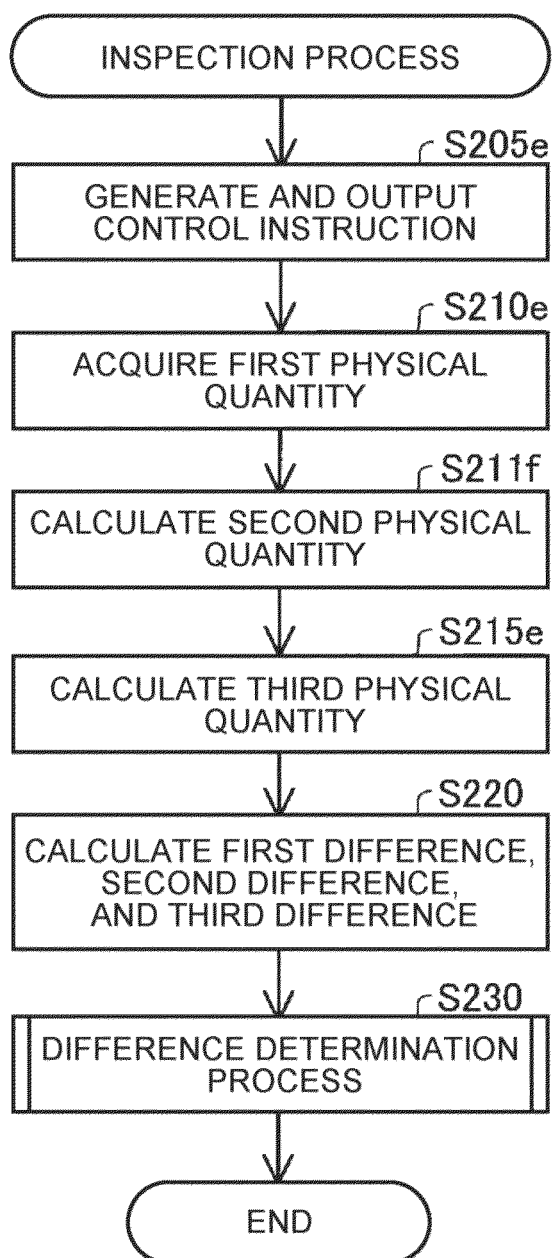 INSPECTION PROCESS
S205e
GENERATE AND OUTPUT
CONTROL INSTRUCTION
S210e
ACQUIRE FIRST PHYSICAL
QUANTITY
S211f
CALCULATE SECOND PHYSICAL
QUANTITY
S215e
CALCULATE THIRD PHYSICAL
QUANTITY
S220
CALCULATE FIRST DIFFERENCE,
SECOND DIFFERENCE,
AND THIRD DIFFERENCE
S230
DIFFERENCE DETERMINATION
PROCESS
END